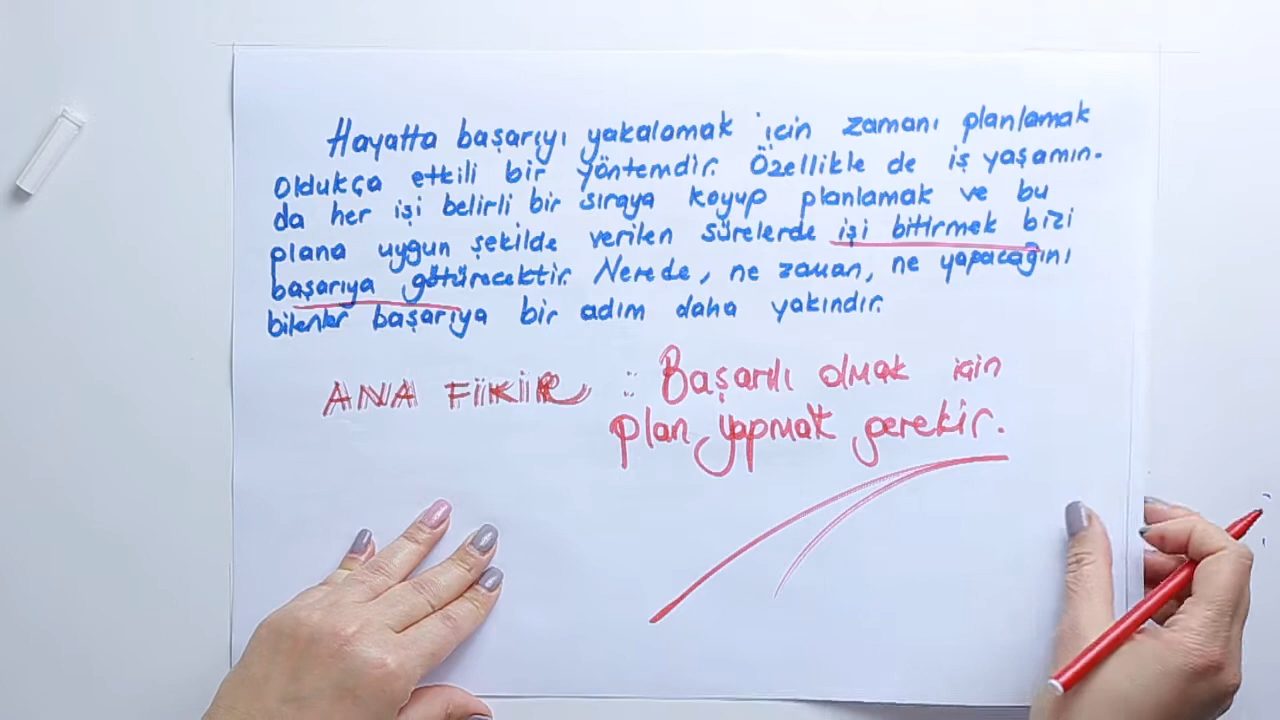 Hayatta başarıyı yakalamak için zamanı planlamak
oldukça etkili bir yöntemdir. Özellikle de iş yaşamın-
da her işi belirli bir sıraya koyup planlamak ve bu
plana uygun şekilde verilen sürelerde işi bitirmek bizi
başarıya götürecektir. Nerede, ne zaman, ne yapacağını
bilenler başarıya bir adım daha yakındır.
ANA FİKİR : Başarılı olmak için
plan yapmak gerekir.